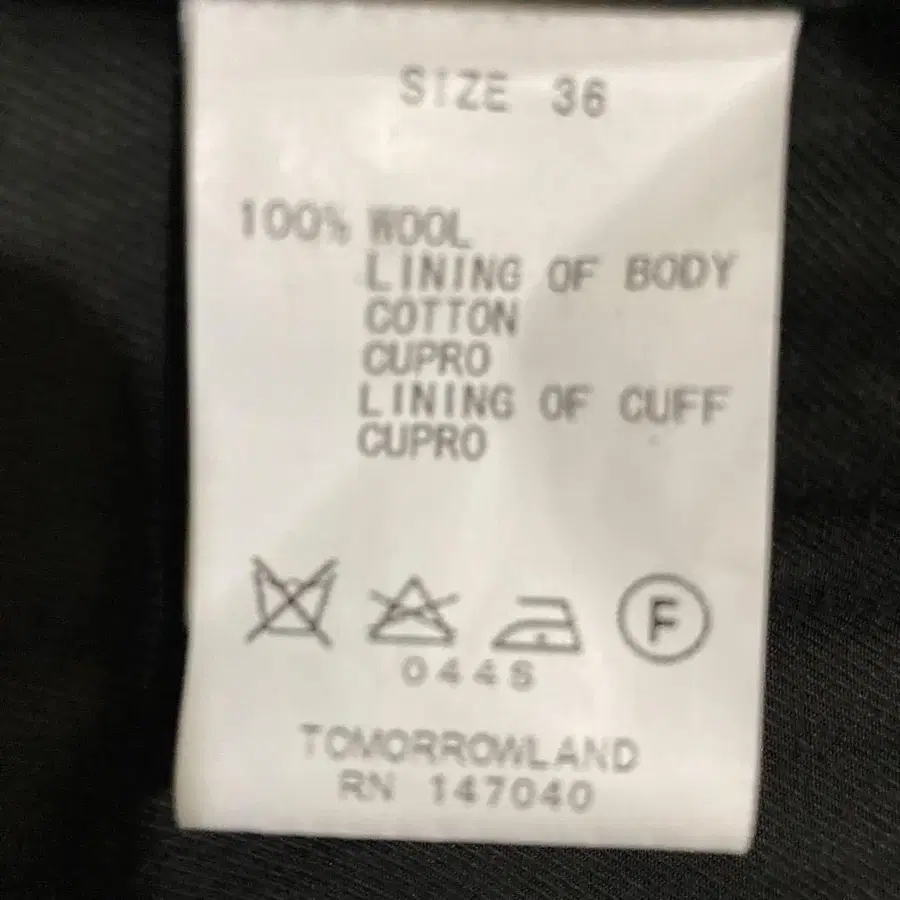 SIZE 36
100% WOOL
LINING OF BODY
COTTON
CUPRO
LINING OF CUFF
CUPRO
F
0448
TOMORROWLAND
RN 147040